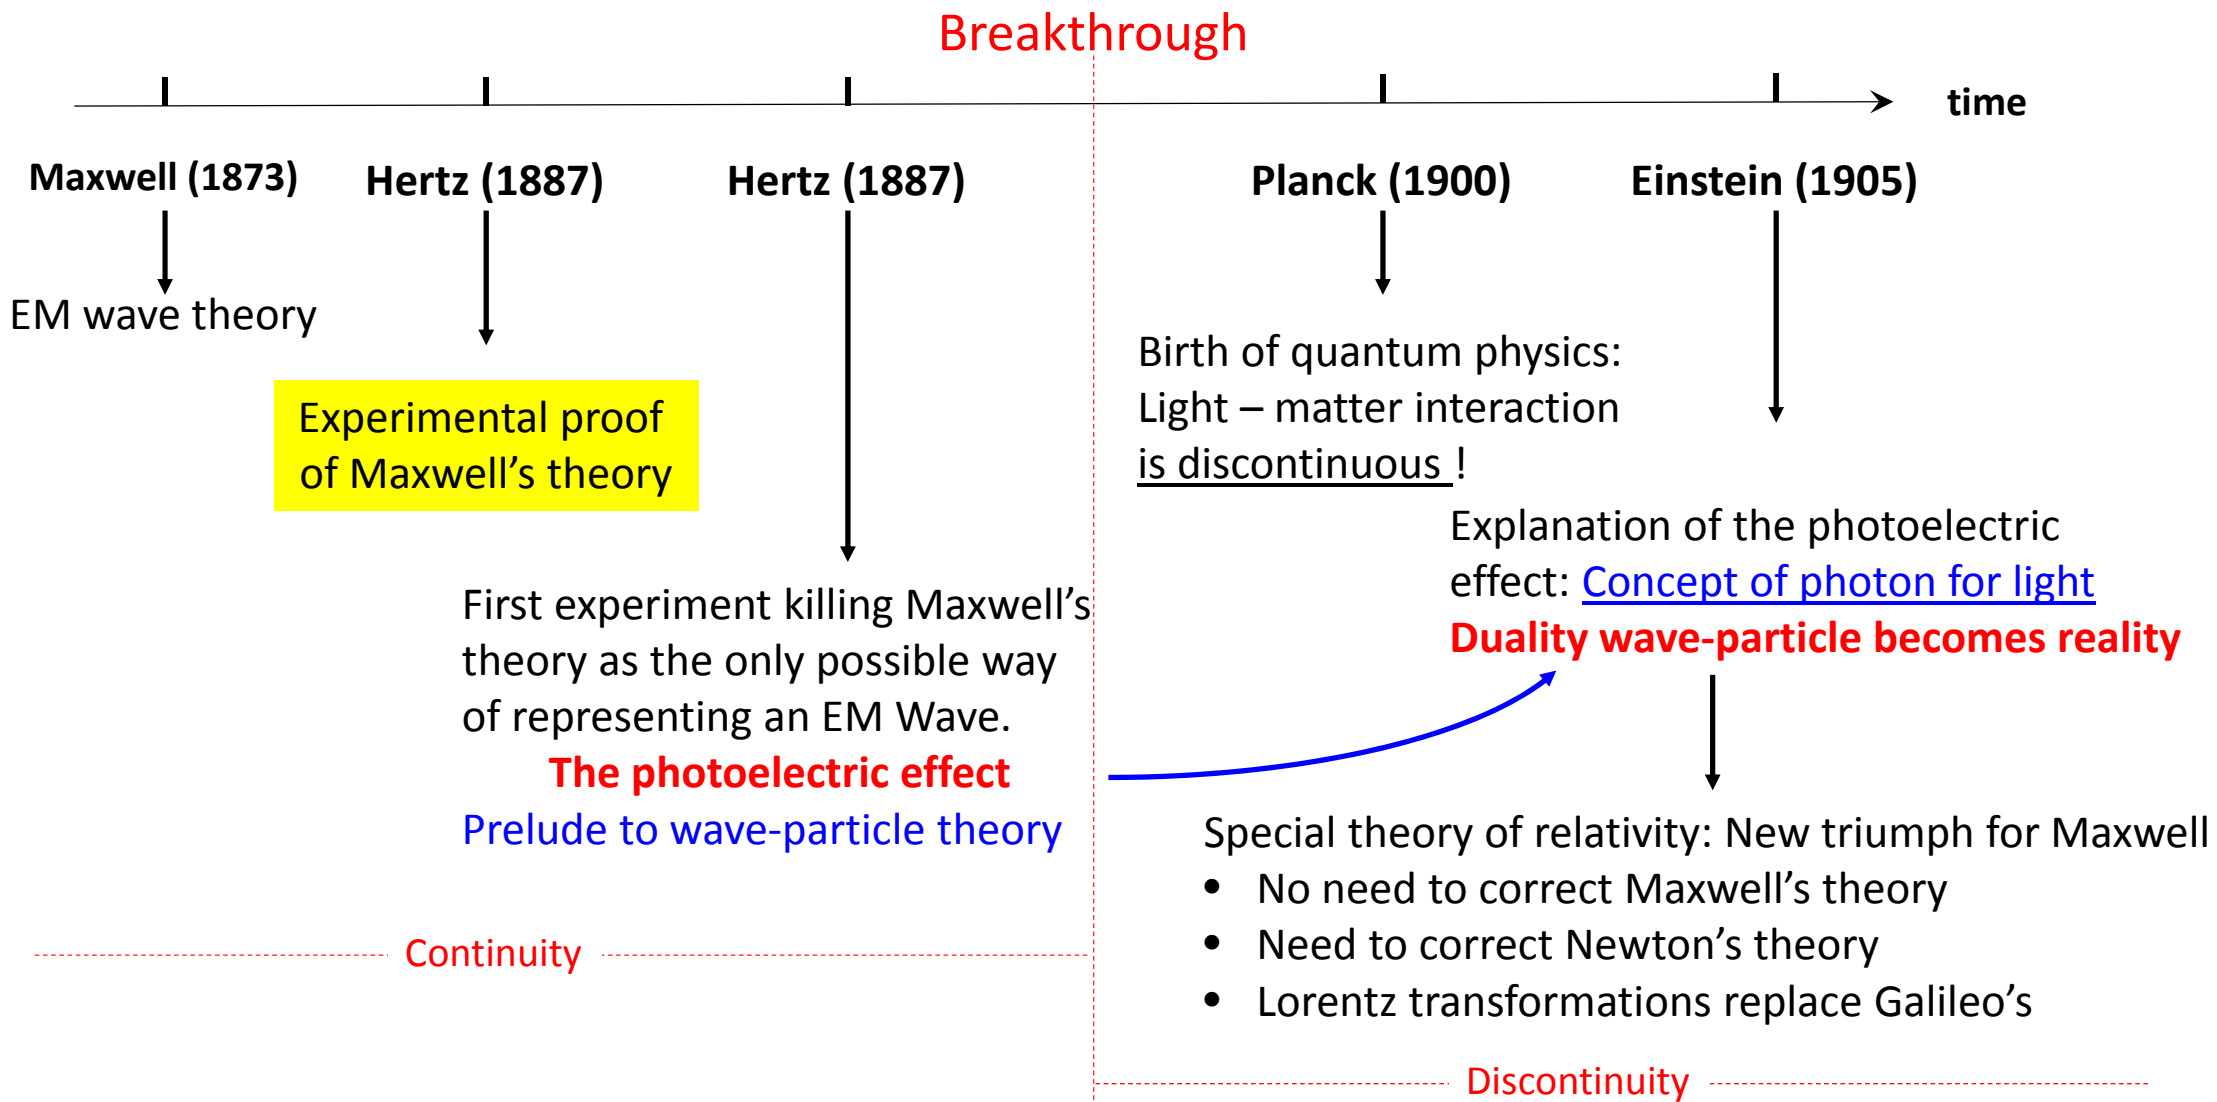 Breakthrough
time
Maxwell (1873)
Hertz (1887)
Hertz (1887)
Planck (1900)
Einstein (1905)
EM wave theory
Experimental proof
of Maxwell’s theory
First experiment killing Maxwell’s
theory as the only possible way
of representing an EM Wave.
The photoelectric effect
Prelude to wave-particle theory
Birth of quantum physics:
Light – matter interaction
is discontinuous !
Explanation of the photoelectric
effect: Concept of photon for light
Duality wave-particle becomes reality
Special theory of relativity: New triumph for Maxwell
• No need to correct Maxwell’s theory
• Need to correct Newton’s theory
• Lorentz transformations replace Galileo’s
Continuity
Discontinuity